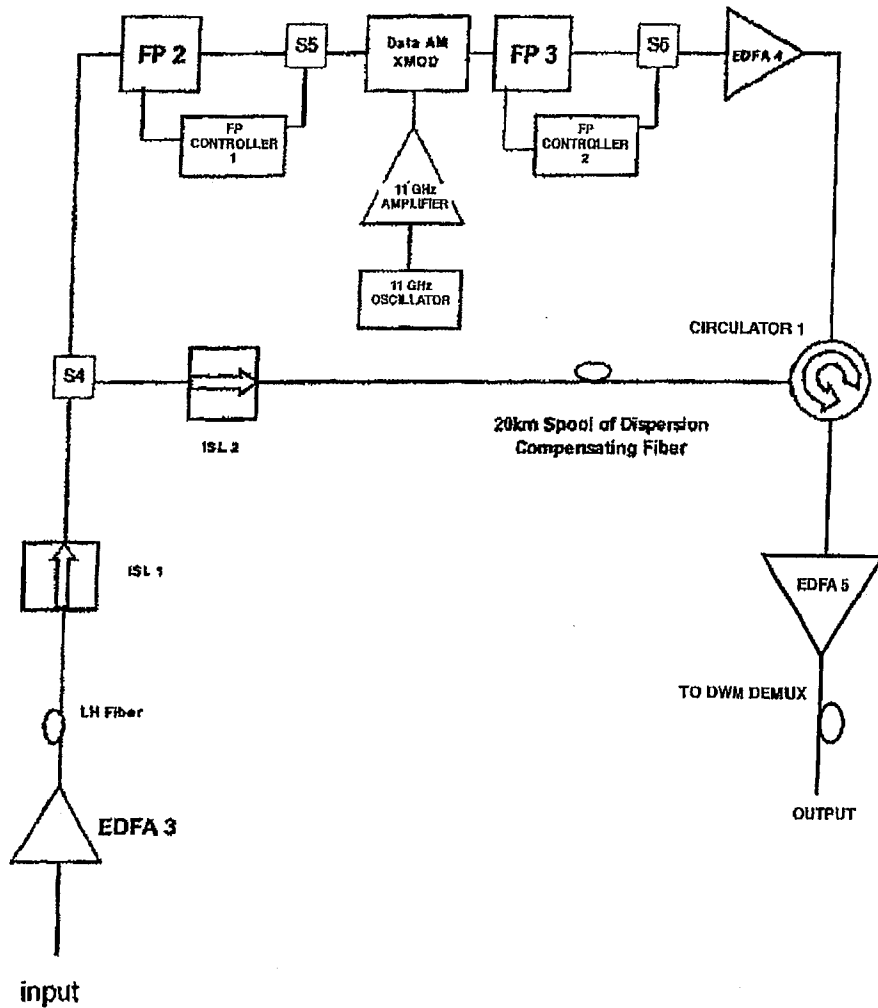 FP 2
S5
Data AM
XMOD
FP 3
S6
EDFA 4
FP
CONTROLLER
1
FP
CONTROLLER
2
11 GHz
AMPLIFIER
11 GHz
OSCILLATOR
CIRCULATOR 1
S4
ISL 2
20km Spool of Dispersion
Compensating Fiber
ISL 1
EDFA 5
LH Fiber
TO DWM DEMUX
EDFA 3
OUTPUT
input